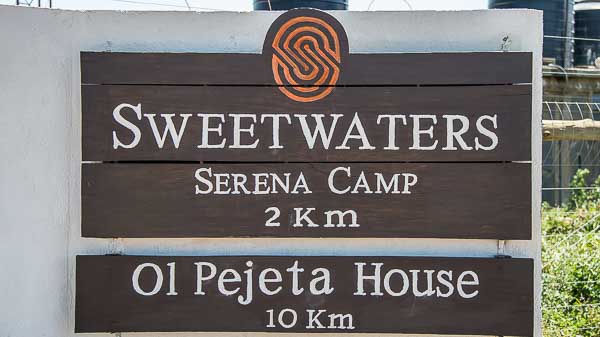 SWEETWATERS
SERENA CAMP
2 Km
Ol Pejeta House
10 Km